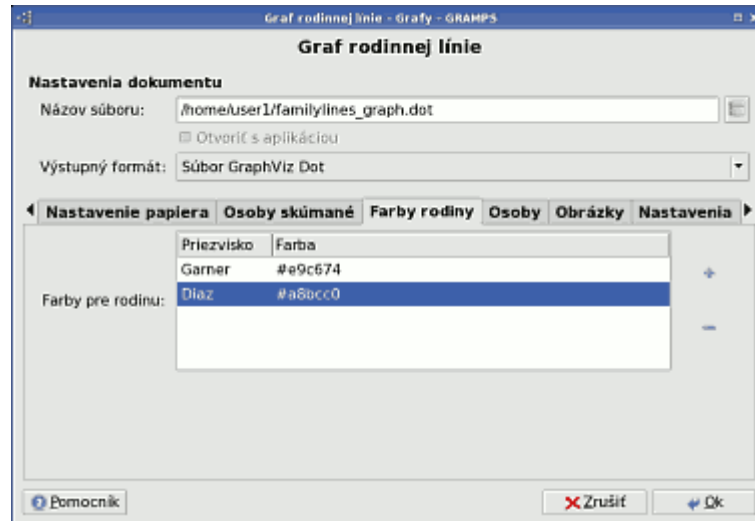 Graf rodinnej línie - Grafy - GRAMPS
Graf rodinnej línie
Nastavenia dokumentu
Názov súboru: /home/user1/familylines_graph.dot
Otvoriť s aplikáciou
Výstupný formát: Súbor GraphViz Dot
Nastavenie papiera Osoby skúmané Farby rodiny Osoby Obrázky Nastavenia
Priezvisko Farba
Garner #e9c674
Farby pre rodinu: Diaz #a8bcc0
Pomocník Zrušiť Ok